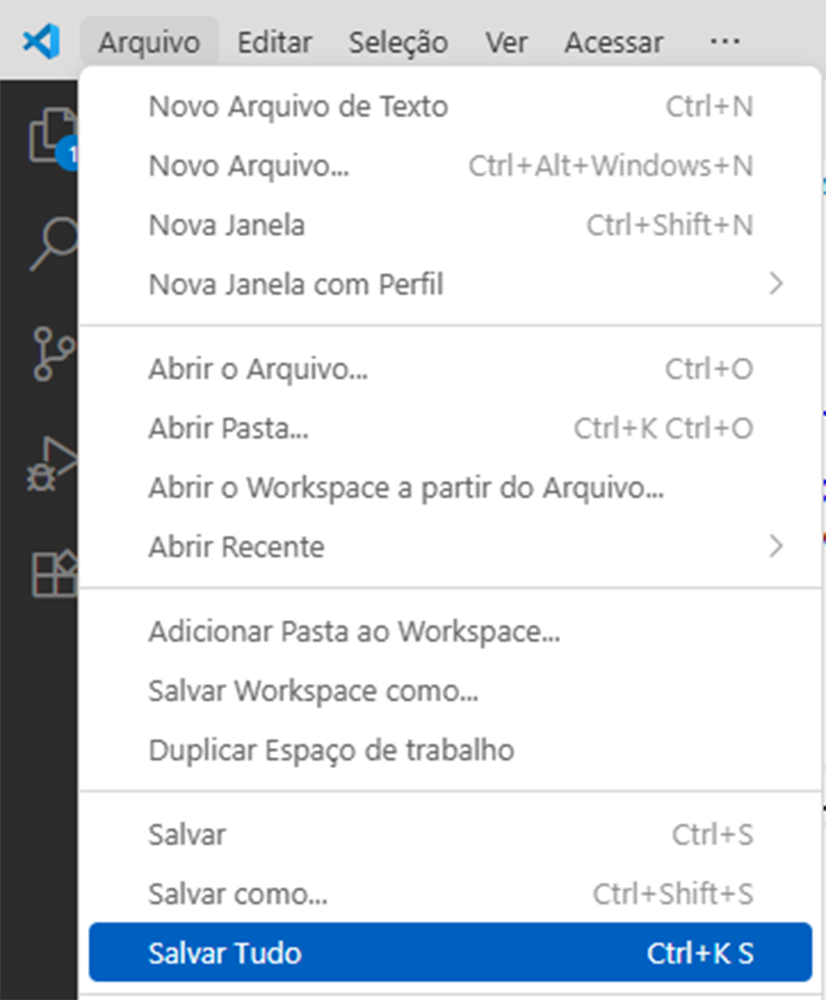 Arquivo Editar Seleção Ver Acessar ...
Novo Arquivo de Texto Ctrl+N
Novo Arquivo... Ctrl+Alt+Windows+N
Nova Janela Ctrl+Shift+N
Nova Janela com Perfil
Abrir o Arquivo... Ctrl+O
Abrir Pasta... Ctrl+K Ctrl+O
Abrir o Workspace a partir do Arquivo...
Abrir Recente
Adicionar Pasta ao Workspace...
Salvar Workspace como...
Duplicar Espaço de trabalho
Salvar Ctrl+S
Salvar como... Ctrl+Shift+S
Salvar Tudo Ctrl+K S
1